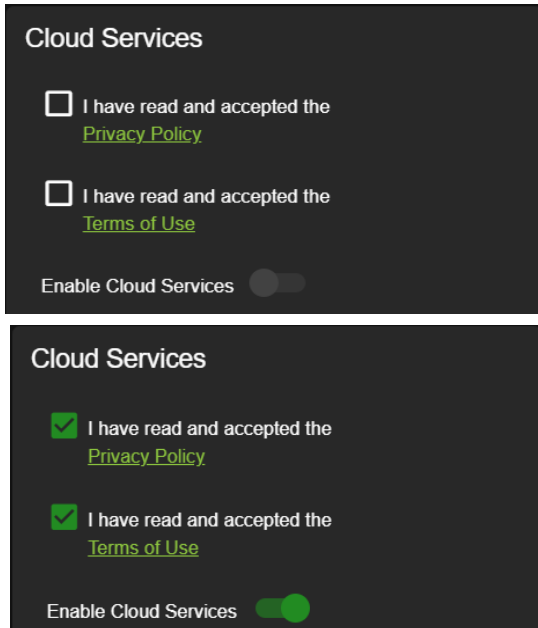 Cloud Services
I have read and accepted the
Privacy Policy
I have read and accepted the
Terms of Use
Enable Cloud Services
Cloud Services
I have read and accepted the
Privacy Policy
I have read and accepted the
Terms of Use
Enable Cloud Services